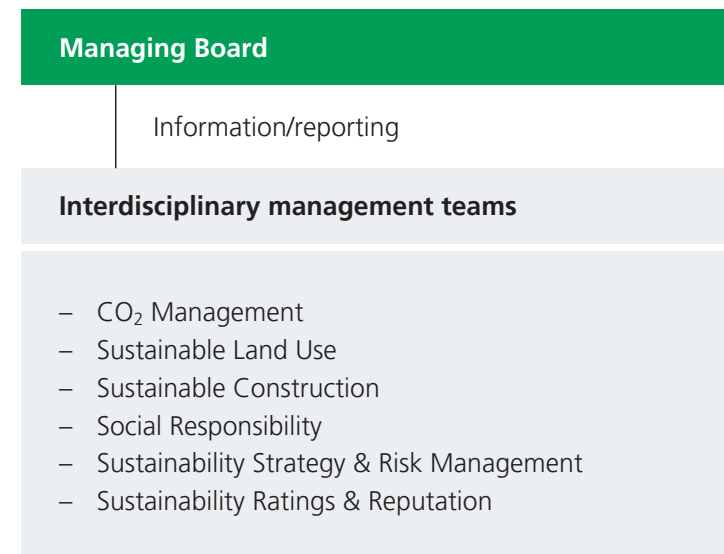 Managing Board
Information/reporting
Interdisciplinary management teams
– CO₂ Management
– Sustainable Land Use
– Sustainable Construction
– Social Responsibility
– Sustainability Strategy & Risk Management
– Sustainability Ratings & Reputation